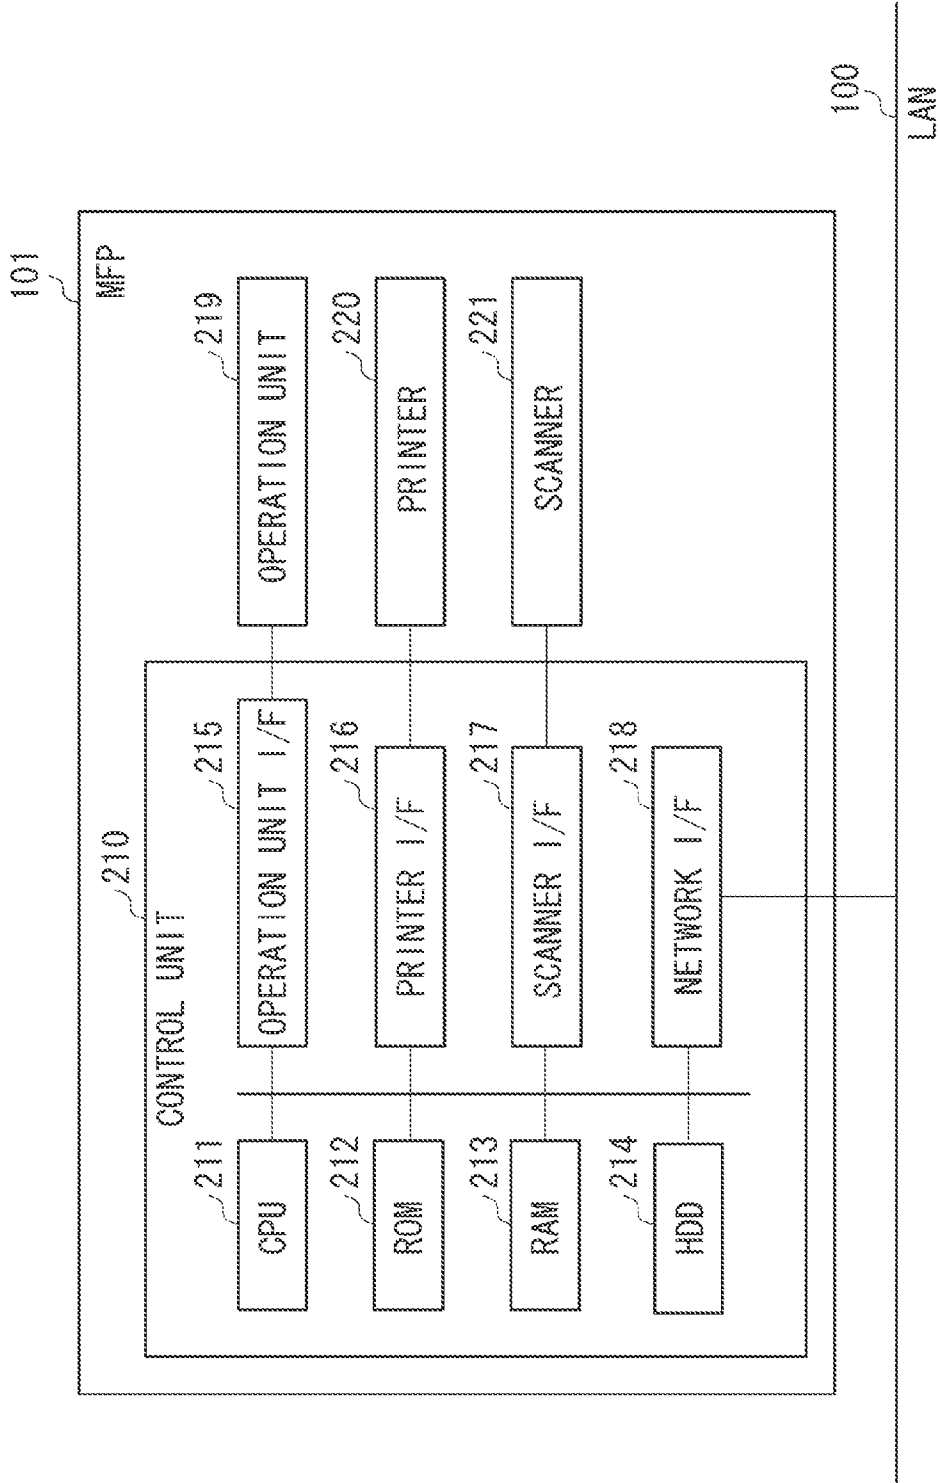 101
MFP
210
CONTROL UNIT
211
CPU
215
OPERATION UNIT I/F
219
OPERATION UNIT
212
ROM
216
PRINTER I/F
220
PRINTER
213
RAM
217
SCANNER I/F
221
SCANNER
214
HDD
218
NETWORK I/F
100
LAN